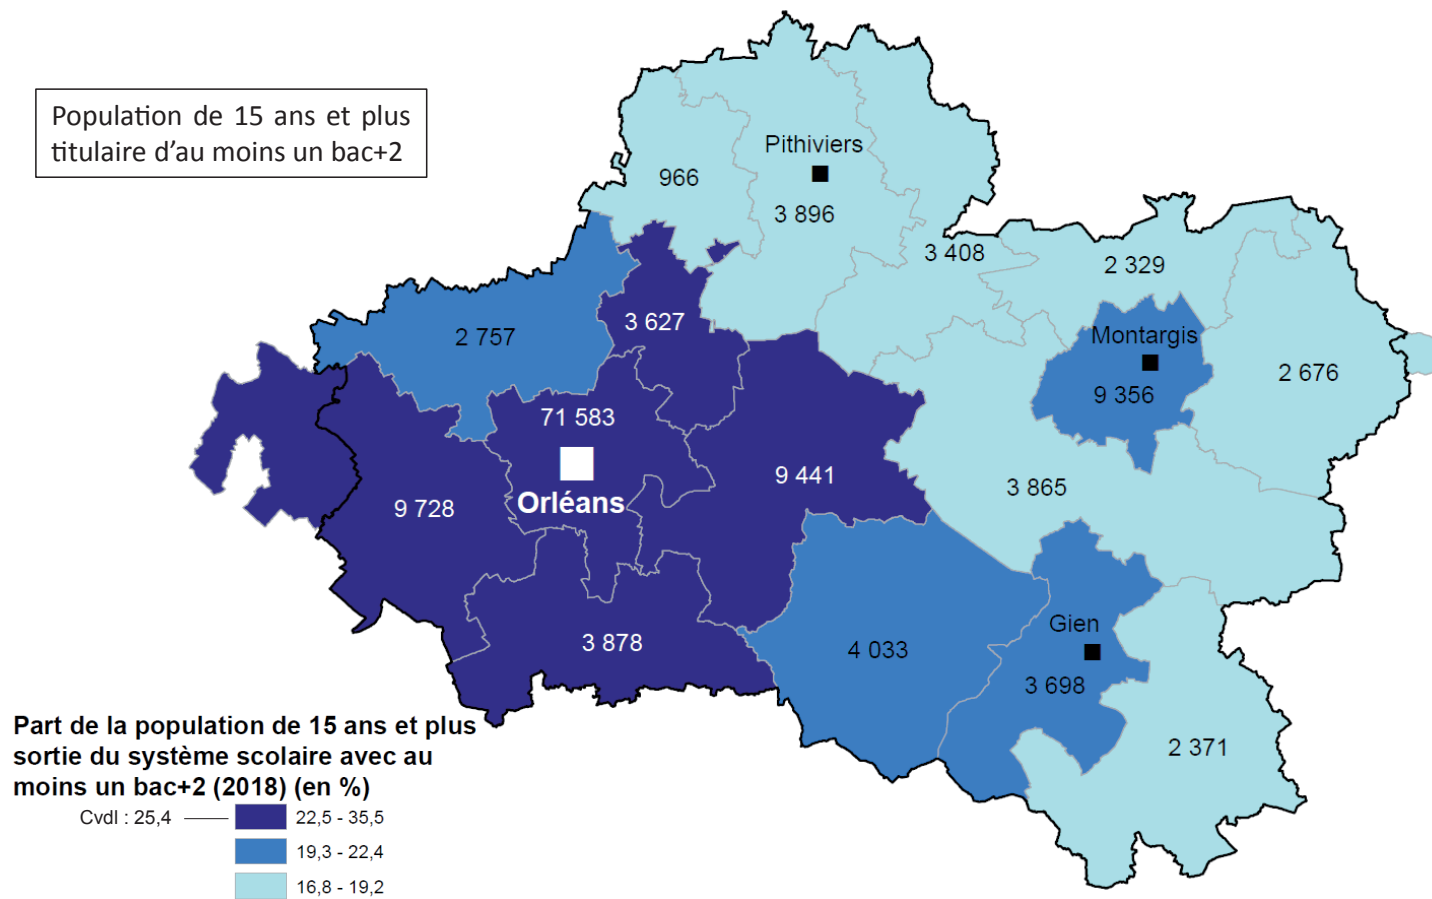 Population de 15 ans et plus
titulaire d'au moins un bac+2
Pithiviers
966
3 896
3 408
2 329
3 627
2 757
Montargis
2 676
9 356
71 583
9 441
3 865
Orléans
9 728
Gien
3 878
4 033
3 698
2 371
Part de la population de 15 ans et plus
sortie du système scolaire avec au
moins un bac+2 (2018) (en %)
Cvdl : 25,4
22,5 - 35,5
19,3 - 22,4
16,8 - 19,2